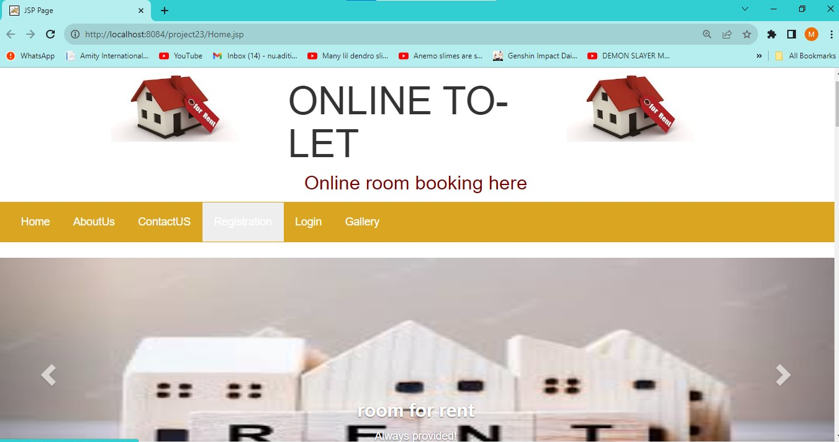 JSP Page
http://localhost:8084/project23/Home.jsp
M
WhatsApp
Amity International...
YouTube
Inbox (14) - nu.aditi...
Many lil dendro sli...
Anemo slimes are s...
Genshin Impact Dai...
DEMON SLAYER M...
»
All Bookmarks
for Rent
ONLINE TO-
LET
for Rent
Online room booking here
Home
AboutUs
ContactUS
Registration
Login
Gallery
room for rent
RENT
Always provided!